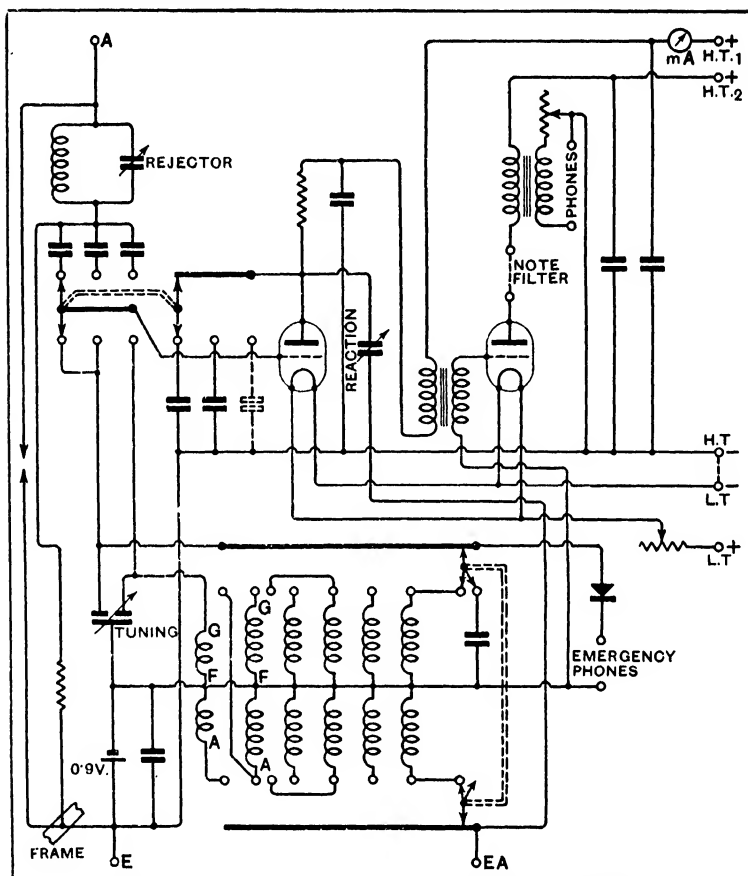 A
mA
+
H.T.1
+
H.T.2
REJECTOR
PHONES
NOTE
FILTER
REACTION
H.T
−
L.T
−
+
L.T
G
G
TUNING
EMERGENCY
PHONES
F
F
A
A
0·9V.
FRAME
E
EA